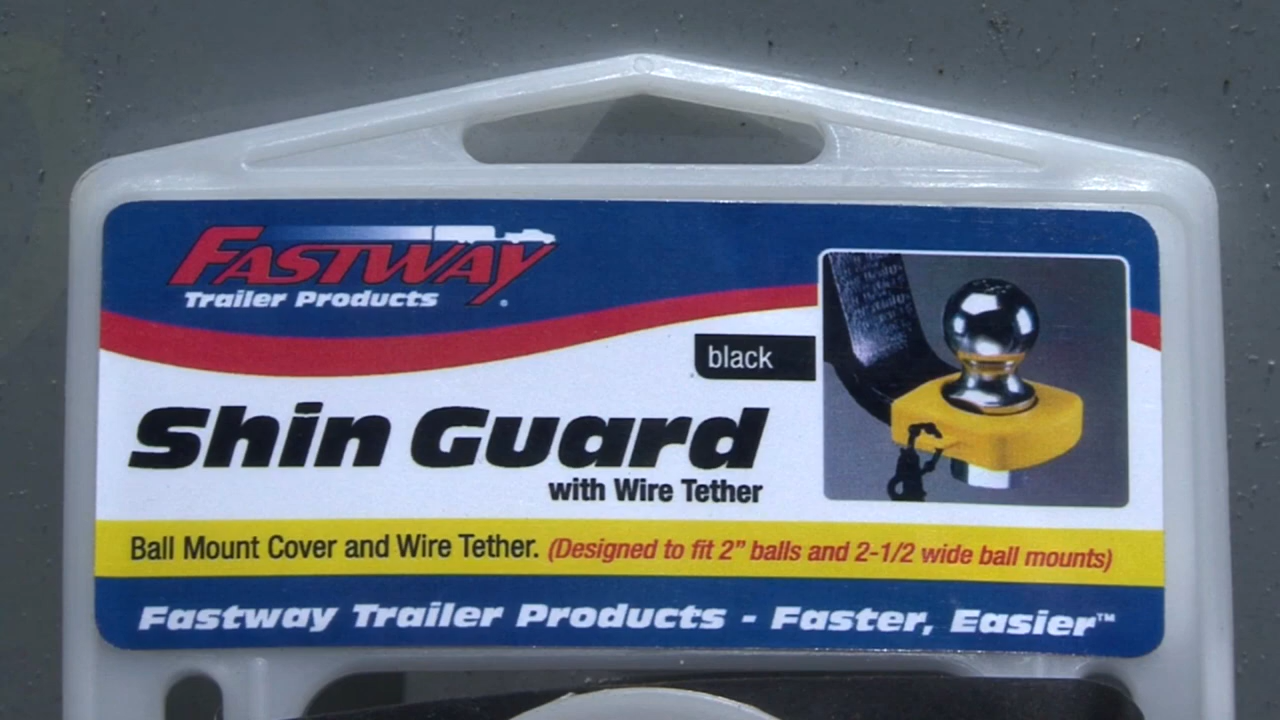 FASTWAY
Trailer Products
®
black
Shin Guard
with Wire Tether
Ball Mount Cover and Wire Tether. (Designed to fit 2” balls and 2-1/2 wide ball mounts)
Fastway Trailer Products - Faster, Easier™